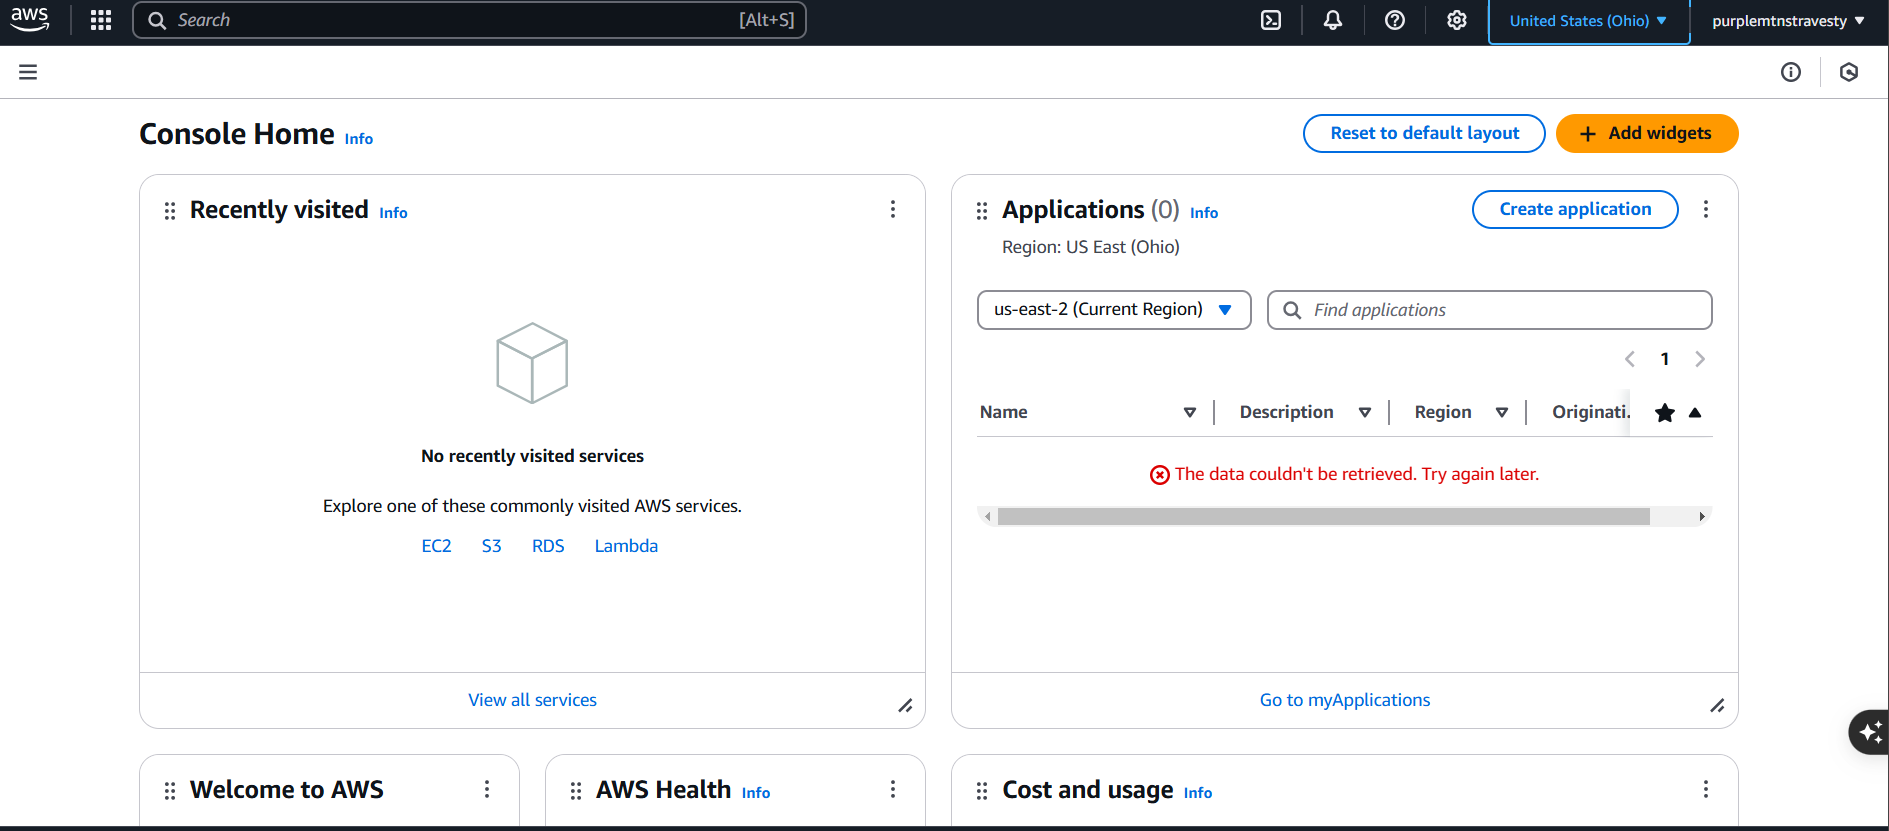 aws
Search [Alt+S]
United States (Ohio)
purplemtnstravesty
Console Home Info
Reset to default layout
+ Add widgets
Recently visited Info
No recently visited services
Explore one of these commonly visited AWS services.
EC2 S3 RDS Lambda
View all services
Applications (0) Info
Create application
Region: US East (Ohio)
us-east-2 (Current Region)
Find applications
1
Name Description Region Originati.
The data couldn't be retrieved. Try again later.
Go to myApplications
Welcome to AWS
AWS Health Info
Cost and usage Info